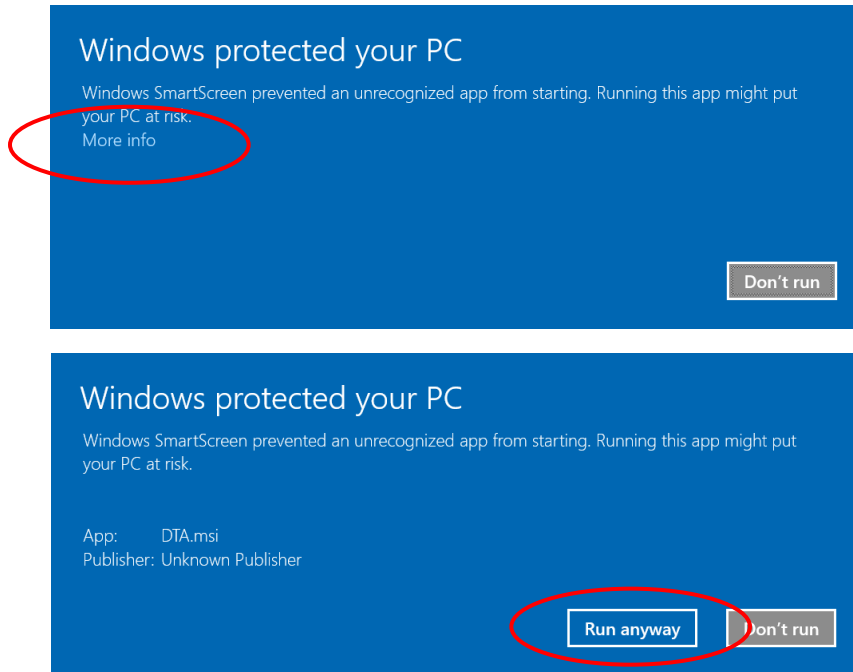 Windows protected your PC
Windows SmartScreen prevented an unrecognized app from starting. Running this app might put
your PC at risk.
More info
Don't run
Windows protected your PC
Windows SmartScreen prevented an unrecognized app from starting. Running this app might put
your PC at risk.
App: DTA.msi
Publisher: Unknown Publisher
Run anyway Don't run